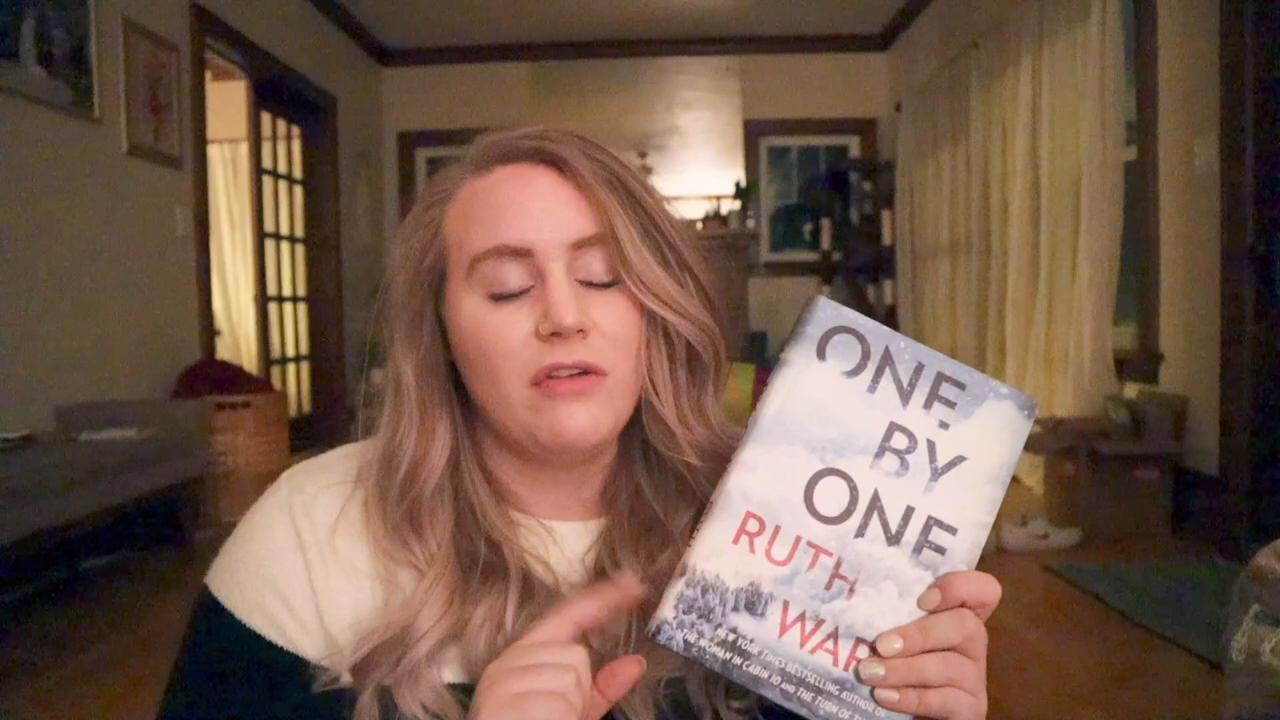 ONE
BY
ONE
RUTH
WAR
NEW YORK TIMES BESTSELLING AUTHOR OF
THE WOMAN IN CABIN 10 AND THE TURN OF